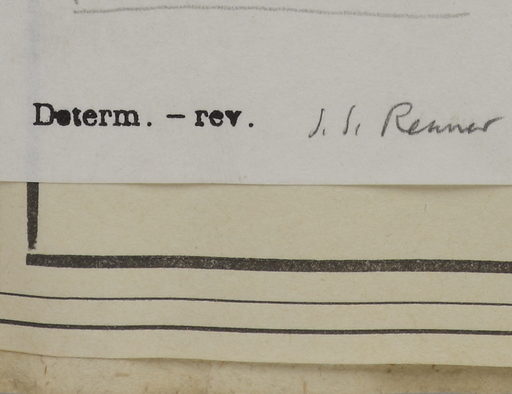 Determ. – rev. S. S. Renner